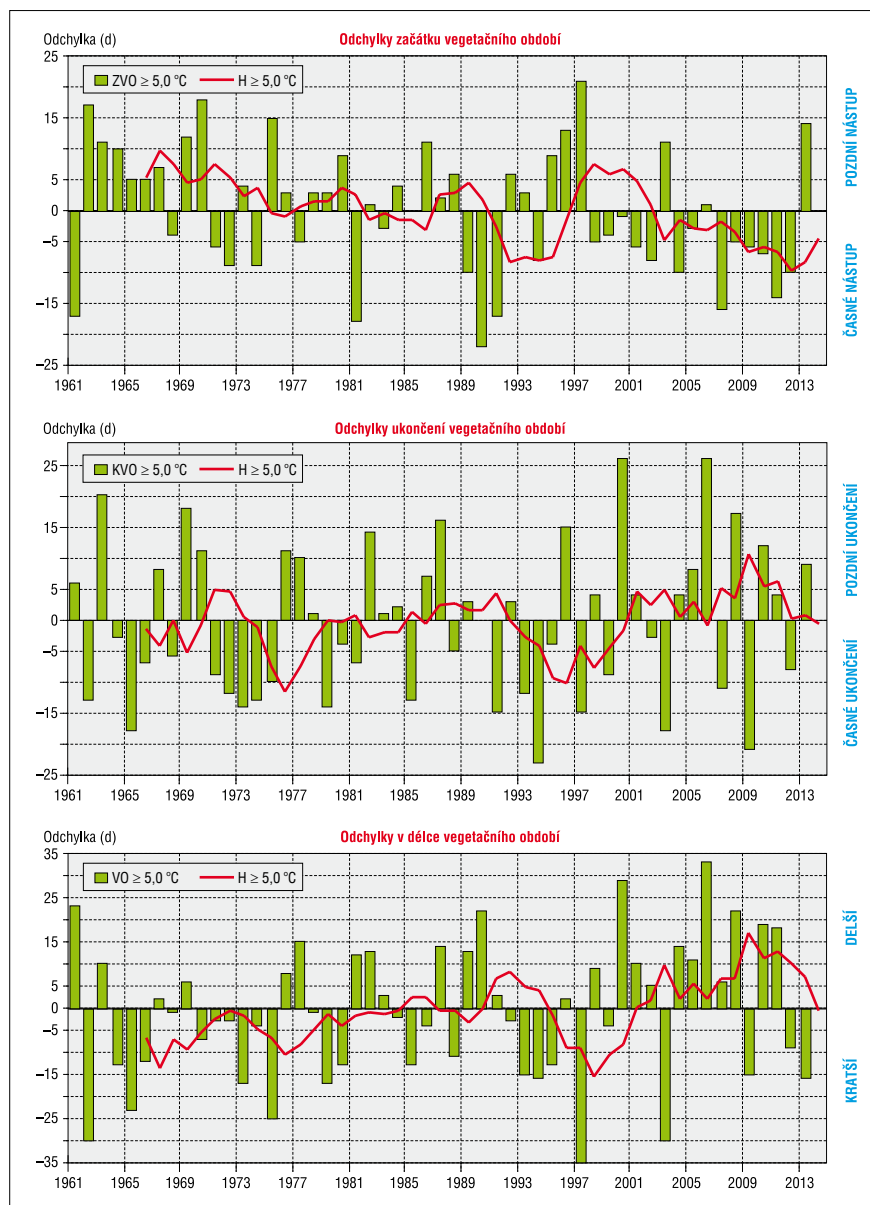 Odchylka (d)
Odchylky začátku vegetačního období
ZVO ≥ 5,0 °C
H ≥ 5,0 °C
25
15
5
0
–5
–15
–25
1961 1965 1969 1973 1977 1981 1985 1989 1993 1997 2001 2005 2009 2013
POZDNÍ NÁSTUP
ČASNÉ NÁSTUP
Odchylka (d)
Odchylky ukončení vegetačního období
KVO ≥ 5,0 °C
H ≥ 5,0 °C
25
15
5
0
–5
–15
–25
1961 1965 1969 1973 1977 1981 1985 1989 1993 1997 2001 2005 2009 2013
POZDNÍ UKONČENÍ
ČASNÉ UKONČENÍ
Odchylka (d)
Odchylky v délce vegetačního období
VO ≥ 5,0 °C
H ≥ 5,0 °C
35
25
15
5
0
–5
–15
–25
–35
1961 1965 1969 1973 1977 1981 1985 1989 1993 1997 2001 2005 2009 2013
DELŠÍ
KRATŠÍ